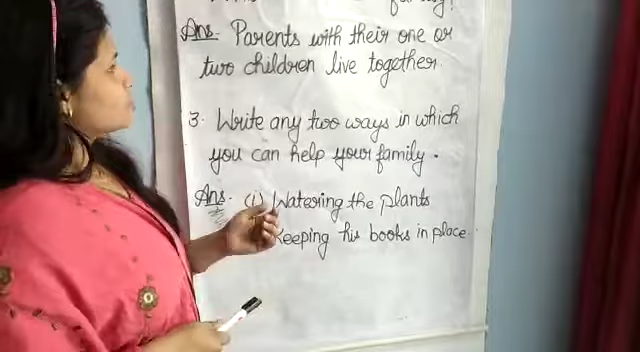 Ans. Parents with their one or
two children live together.
3. Write any two ways in which
you can help your family.
Ans. (i) Watering the plants
Keeping his books in place